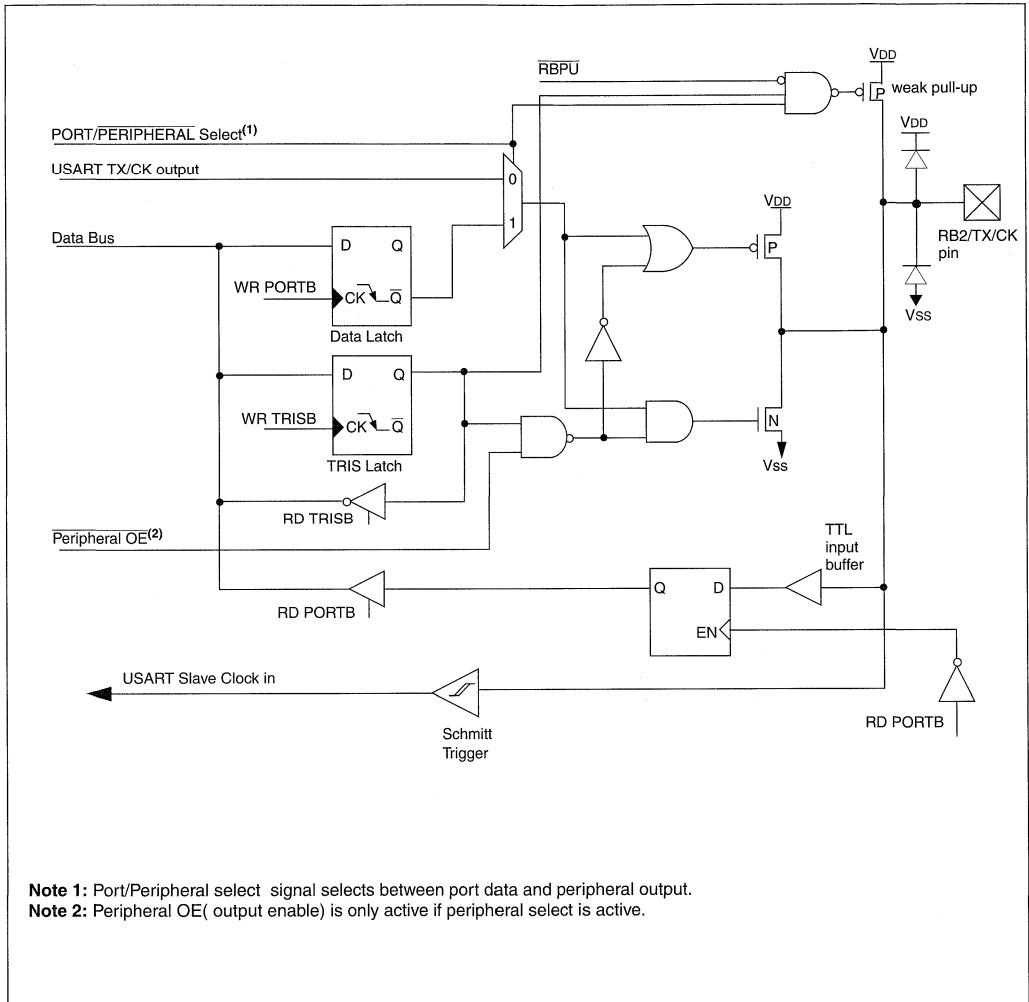 VDD
RBPU
P
weak pull-up
VDD
PORT/PERIPHERAL Select(1)
USART TX/CK output
0
1
VDD
P
RB2/TX/CK
pin
VSS
Data Bus
D Q
WR PORTB
CK Q
Data Latch
D Q
WR TRISB
CK Q
TRIS Latch
N
Vss
RD TRISB
Peripheral OE(2)
TTL
input
buffer
Q D
EN
RD PORTB
USART Slave Clock in
Schmitt
Trigger
RD PORTB
Note 1: Port/Peripheral select signal selects between port data and peripheral output.
Note 2: Peripheral OE( output enable) is only active if peripheral select is active.